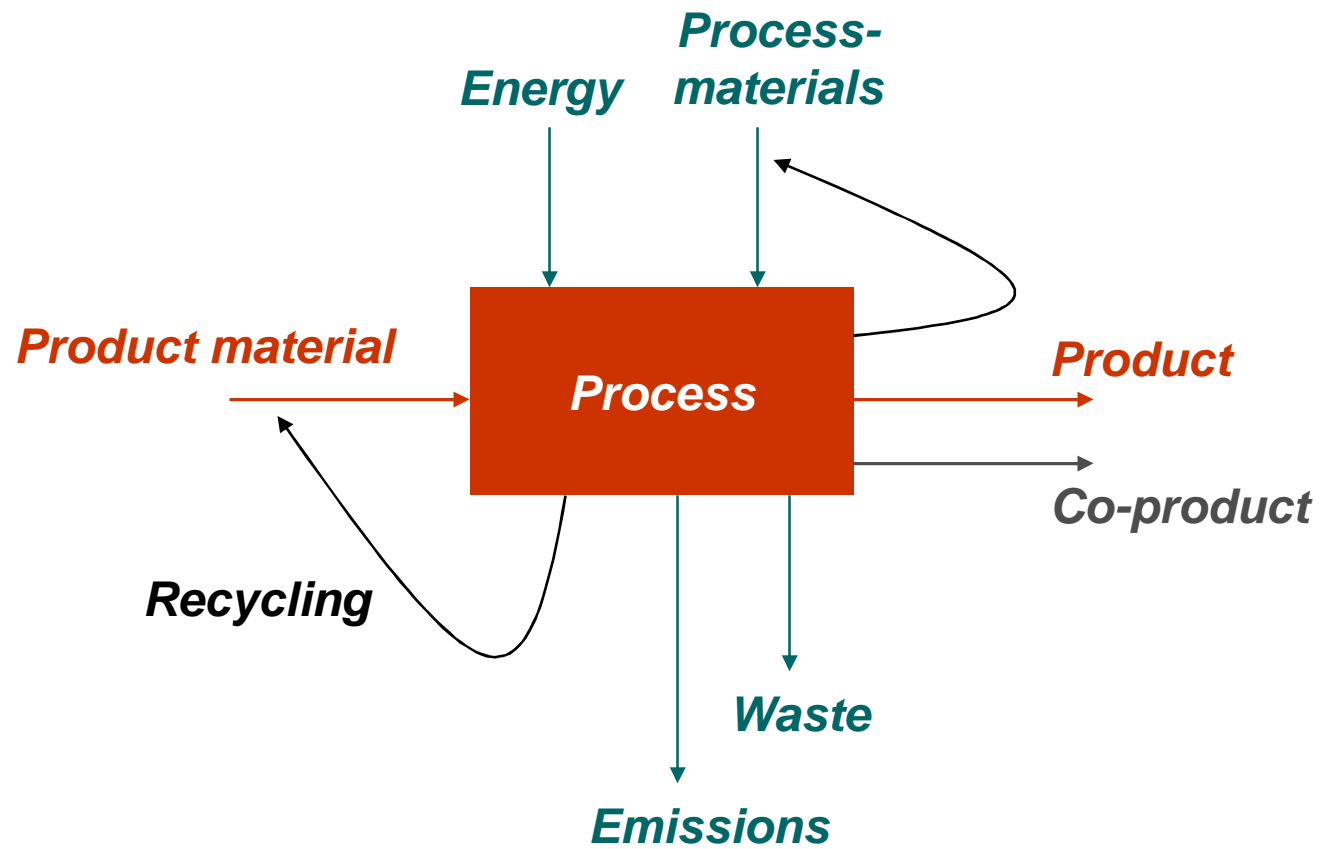 Process-
materials
Energy
Product material
Process
Product
Co-product
Recycling
Waste
Emissions